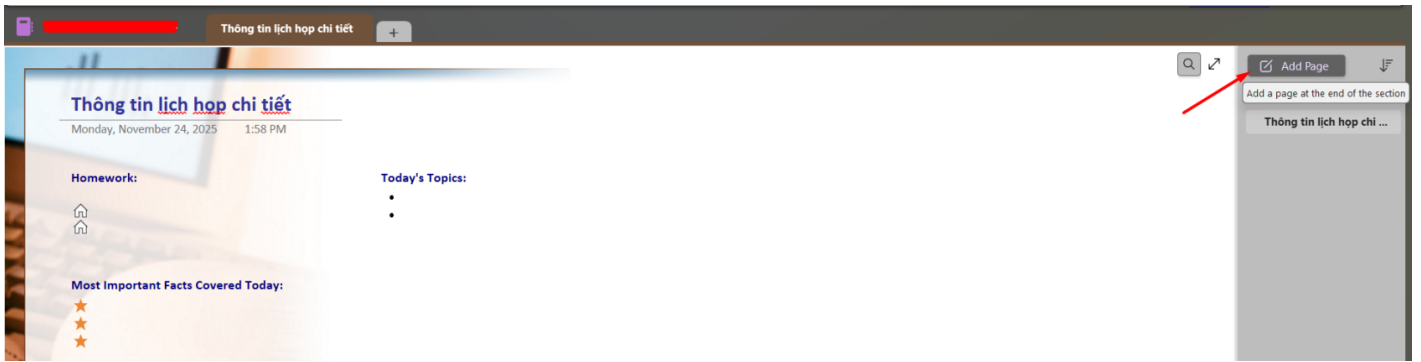 Thông tin lịch họp chi tiết
+
Add Page
Add a page at the end of the section
Thông tin lịch họp chi ...
Thông tin lịch họp chi tiết
Monday, November 24, 2025 1:58 PM
Homework:
Today's Topics:
Most Important Facts Covered Today: